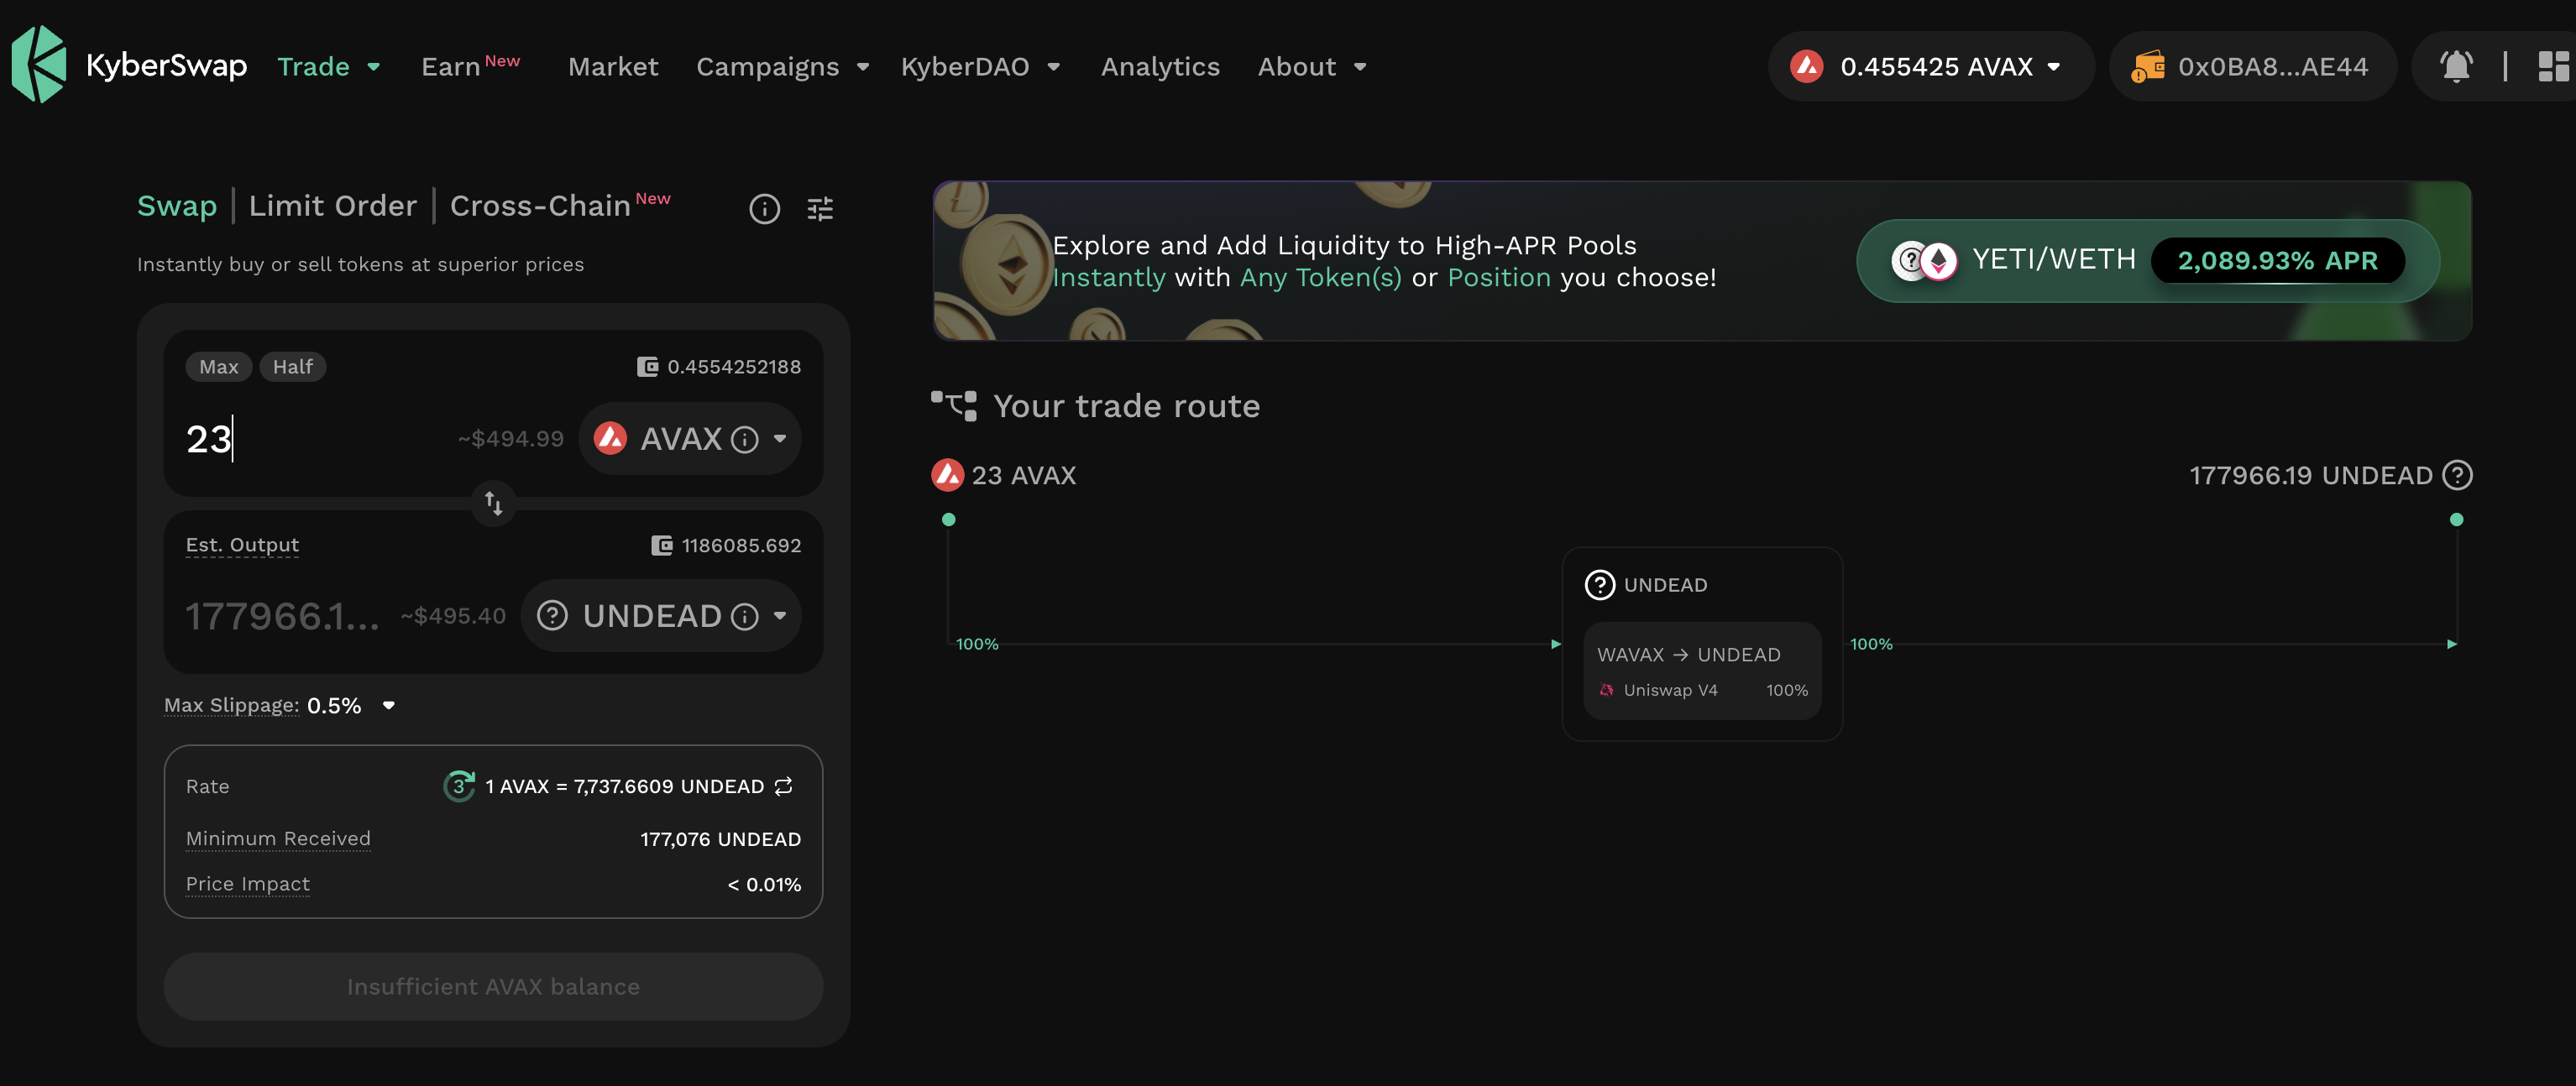 KyberSwap Trade Earn New Market Campaigns KyberDAO Analytics About 0.455425 AVAX 0x0BA8...AE44
Swap | Limit Order | Cross-Chain New
Instantly buy or sell tokens at superior prices
Max Half 0.4554252188
23 ~$494.99 AVAX
Est. Output 1186085.692
177966.1... ~$495.40 UNDEAD
Max Slippage: 0.5%
Rate 3 1 AVAX = 7,737.6609 UNDEAD
Minimum Received 177,076 UNDEAD
Price Impact < 0.01%
Insufficient AVAX balance
Explore and Add Liquidity to High-APR Pools
Instantly with Any Token(s) or Position you choose!
YETI/WETH 2,089.93% APR
Your trade route
23 AVAX 177966.19 UNDEAD
UNDEAD
100% WAVAX → UNDEAD 100%
Uniswap V4 100%